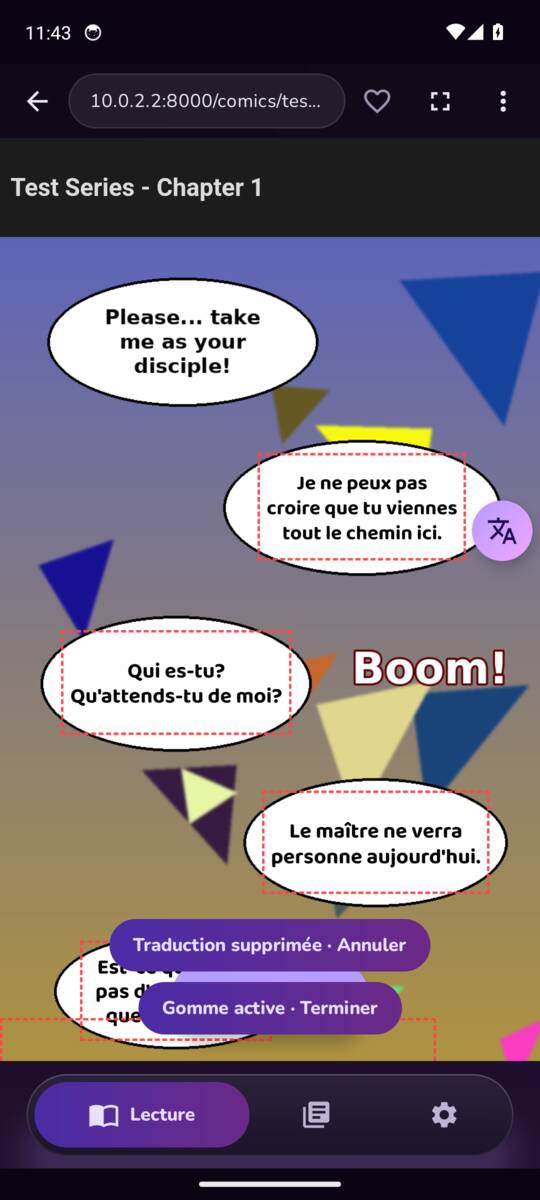 11:43
10.0.2.2:8000/comics/tes...
Test Series - Chapter 1
Please... take
me as your
disciple!
Je ne peux pas
croire que tu viennes
tout le chemin ici.
Qui es-tu?
Qu'attends-tu de moi?
Boom!
Le maître ne verra
personne aujourd'hui.
pas
que
Traduction supprimée · Annuler
Gomme active · Terminer
Lecture